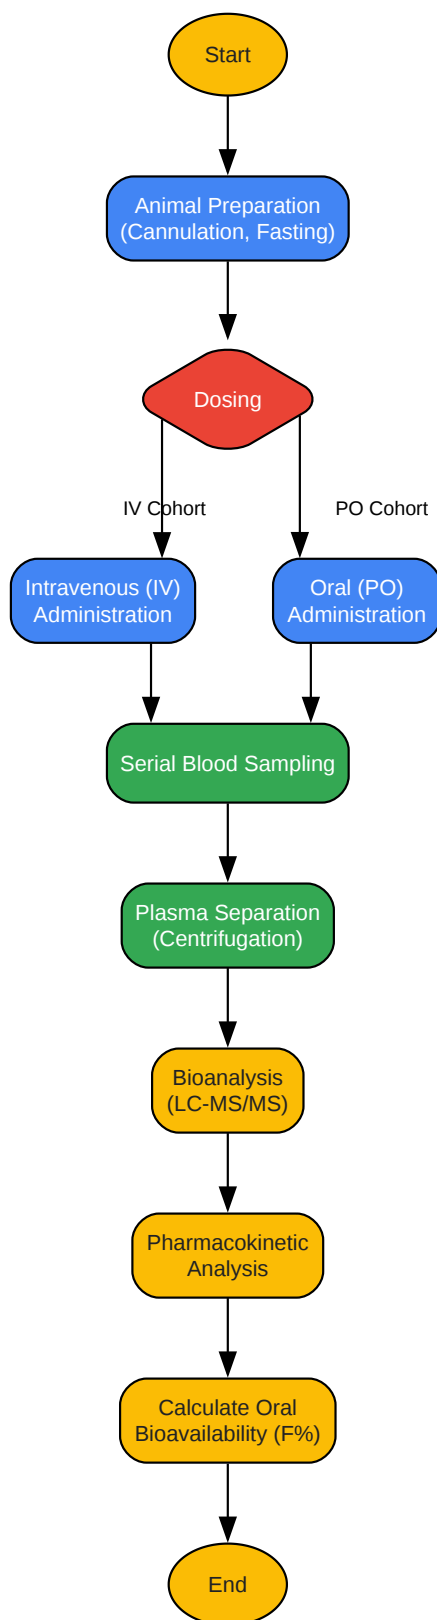 Start
Animal Preparation
(Cannulation, Fasting)
Dosing
IV Cohort
PO Cohort
Intravenous (IV)
Administration
Oral (PO)
Administration
Serial Blood Sampling
Plasma Separation
(Centrifugation)
Bioanalysis
(LC-MS/MS)
Pharmacokinetic
Analysis
Calculate Oral
Bioavailability (F%)
End